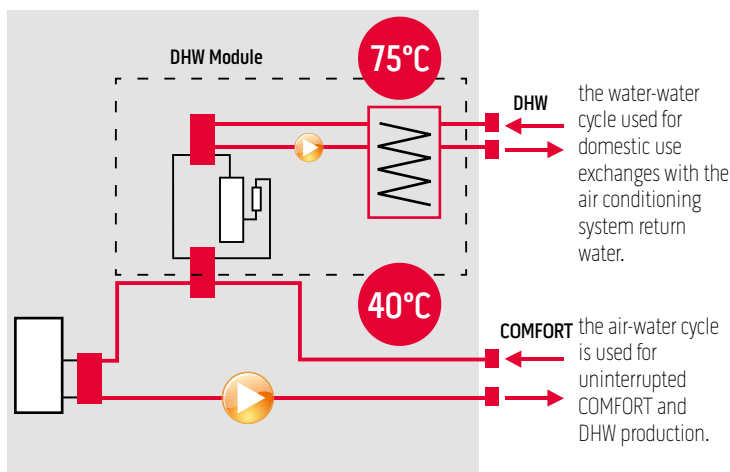 DHW Module
75°C
DHW
the water-water
cycle used for
domestic use
exchanges with the
air conditioning
system return
water.
40°C
COMFORT
the air-water cycle
is used for
uninterrupted
COMFORT and
DHW production.